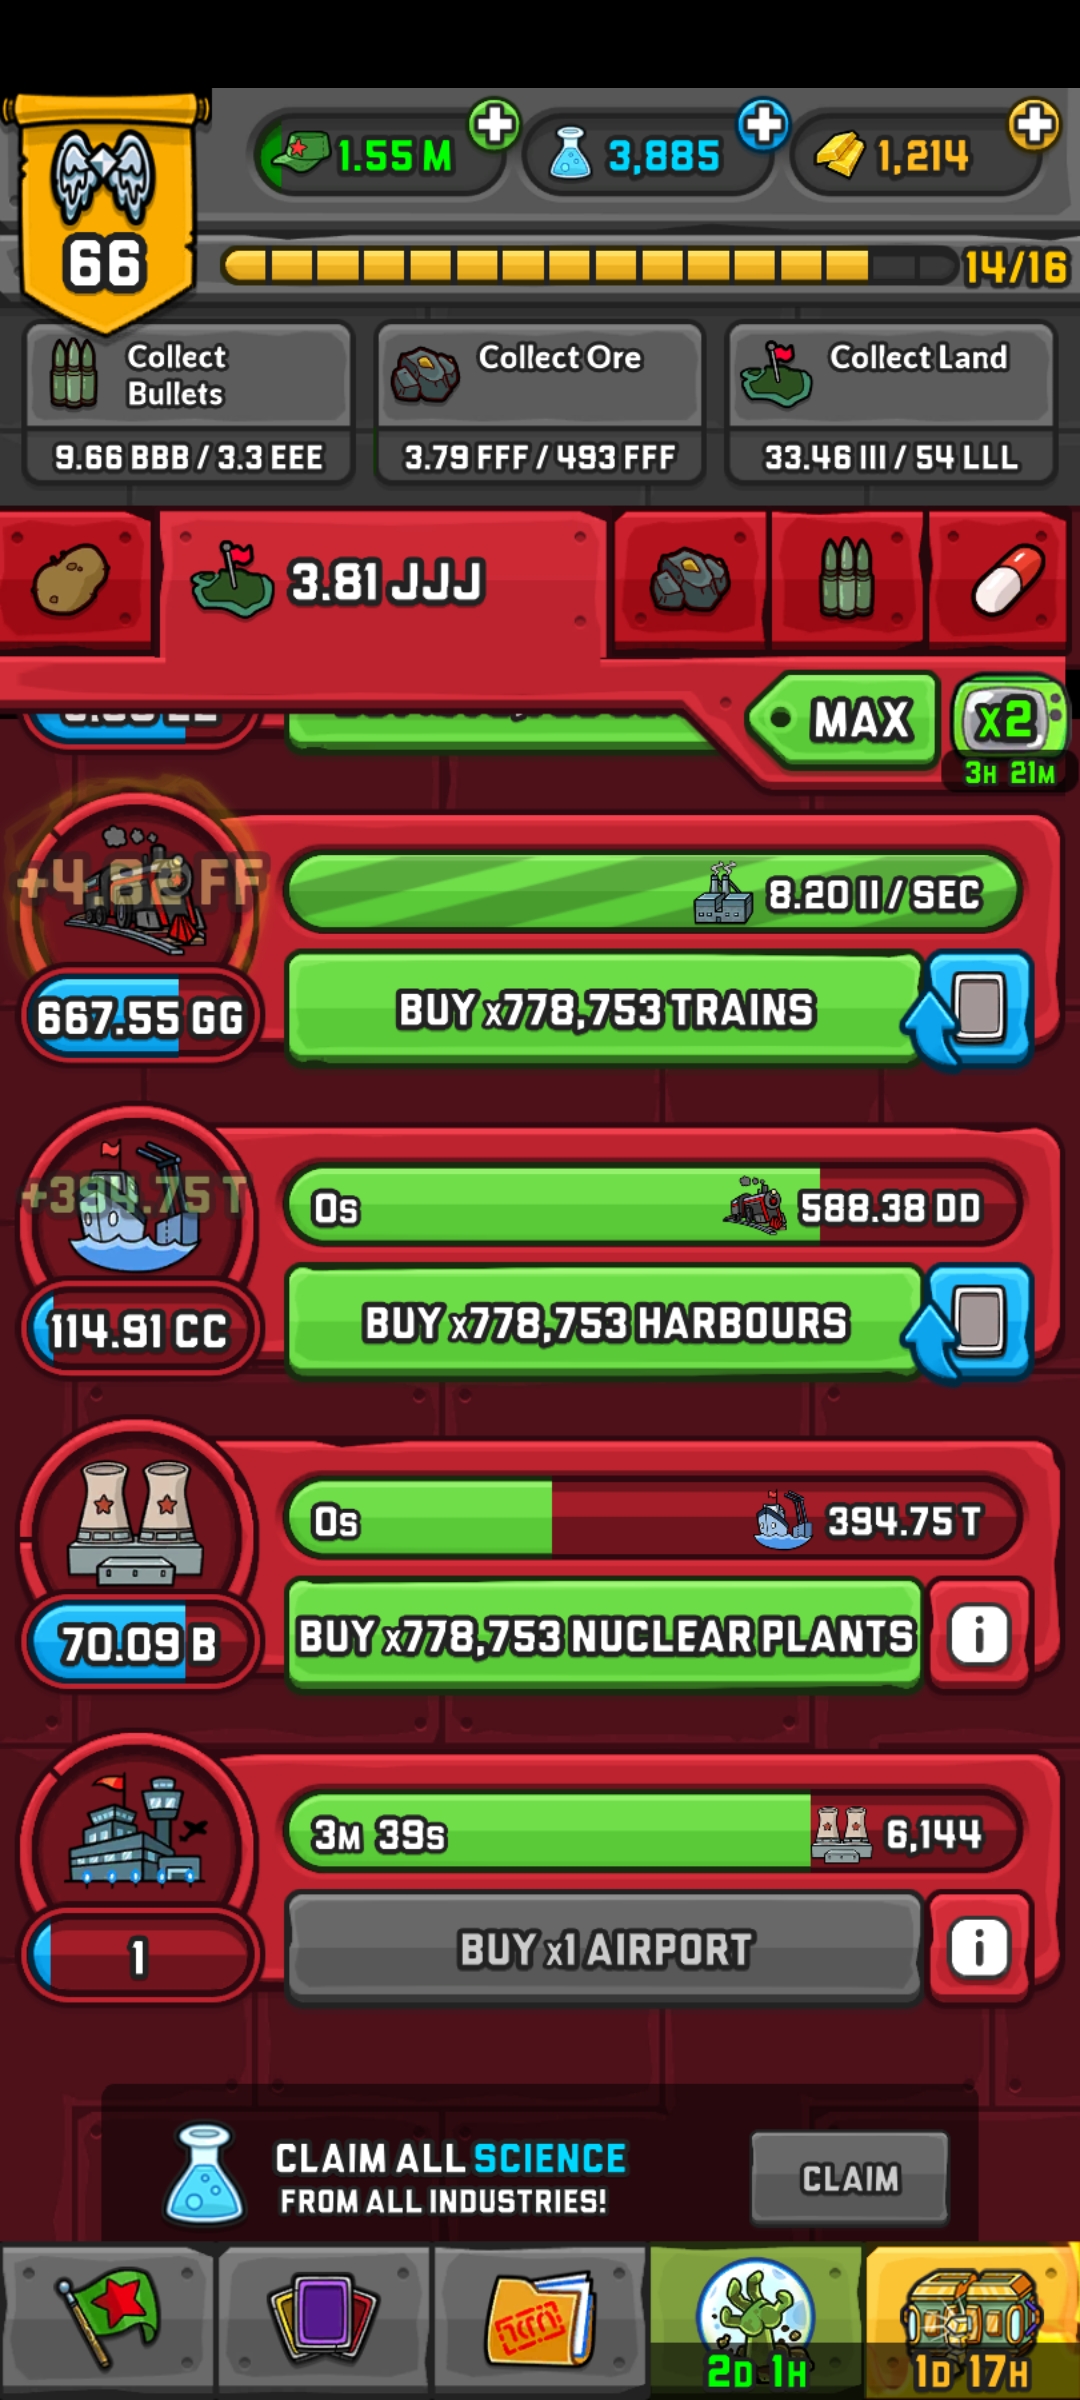 1.55 M
3,885
1,214
66
14/16
Collect
Bullets
Collect Ore
Collect Land
9.66 BBB / 3.3 EEE
3.79 FFF / 493 FFF
33.46 III / 54 LLL
3.81 JJJ
MAX
x2
3H 21M
8.20 II / SEC
667.55 GG
BUY x778,753 TRAINS
+394.75 T
0s
588.38 DD
114.91 CC
BUY x778,753 HARBOURS
0s
394.75 T
70.09 B
BUY x778,753 NUCLEAR PLANTS
i
3M 39s
6,144
1
BUY x1 AIRPORT
i
CLAIM ALL SCIENCE
FROM ALL INDUSTRIES!
CLAIM
2D 1H
1D 17H